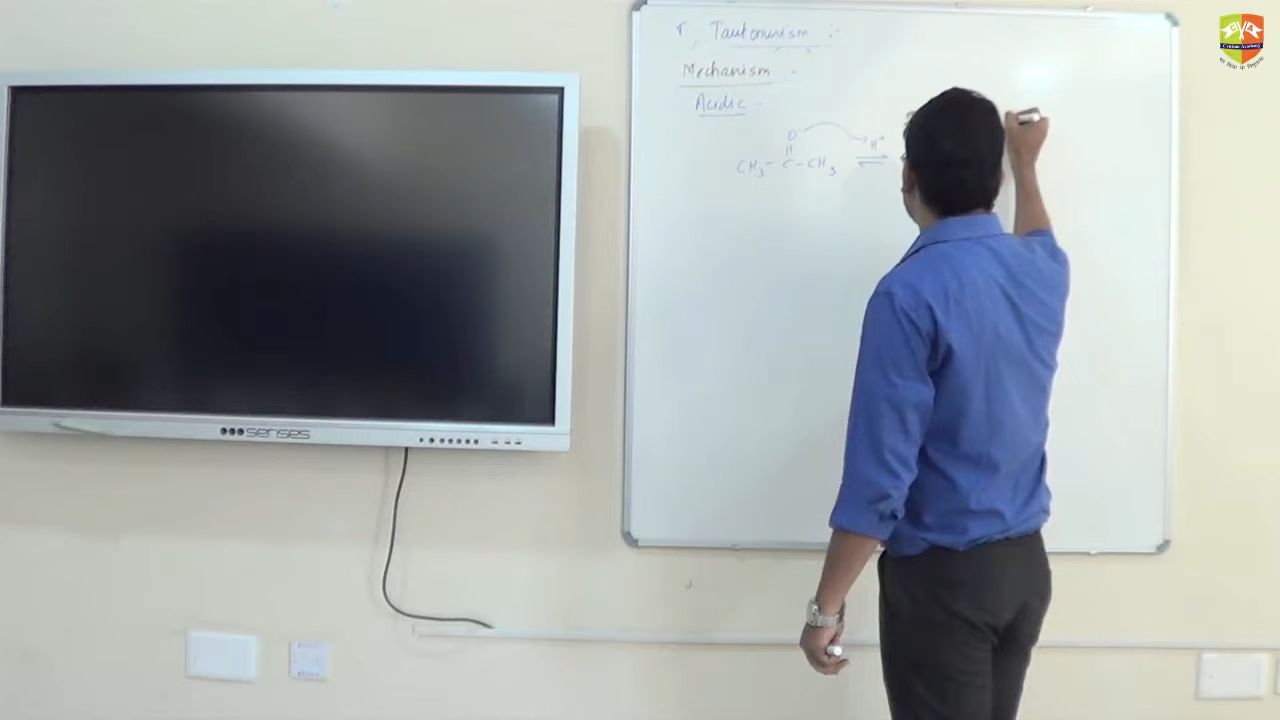 Tautomerism :-
Mechanism -
Acidic -
O
H⁺
CH₃ - C - CH₃ ⇌
senses